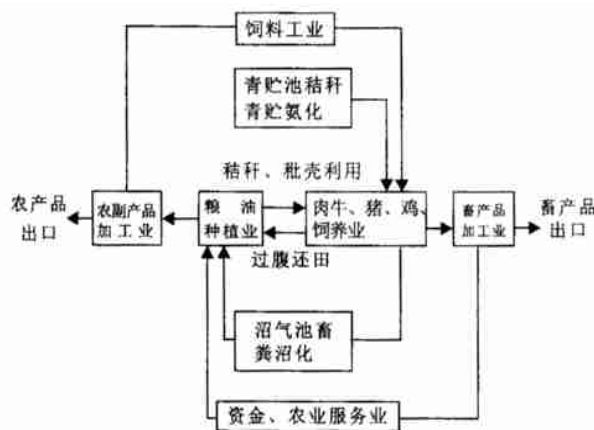 饲料工业
青贮池秸秆
青贮氨化
秸秆、秕壳利用
农产品
出口
农副产品
加工业
粮 油
种植业
肉牛、猪、鸡、
饲养业
畜产品
加工业
畜产品
出口
过腹还田
沼气池畜
粪沼化
资金、农业服务业